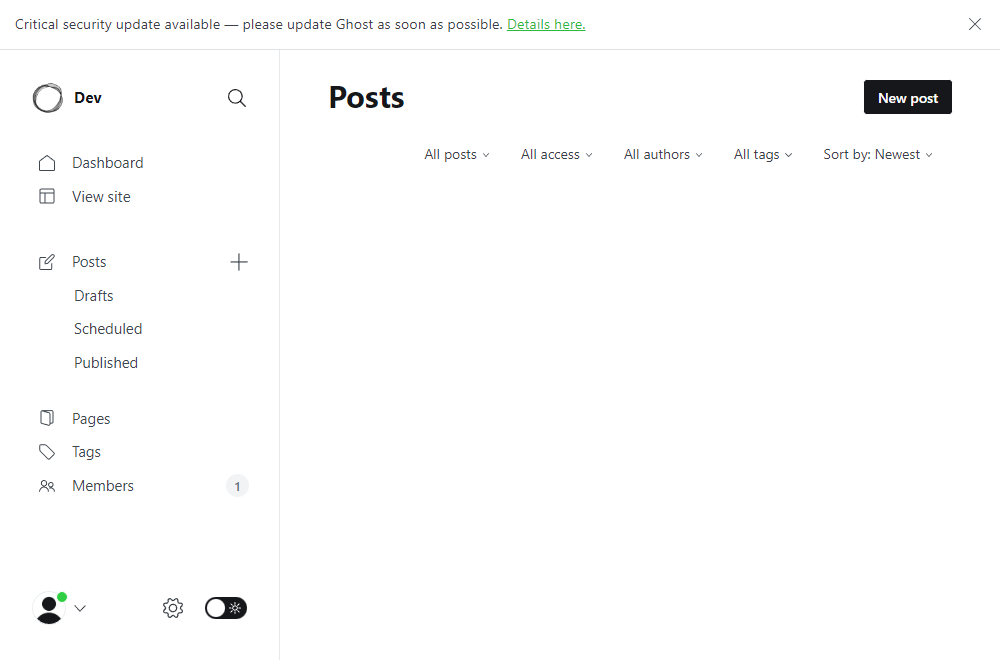 Critical security update available — please update Ghost as soon as possible. Details here.
Dev
Dashboard
View site
Posts
Drafts
Scheduled
Published
Pages
Tags
Members 1
Posts
New post
All posts All access All authors All tags Sort by: Newest